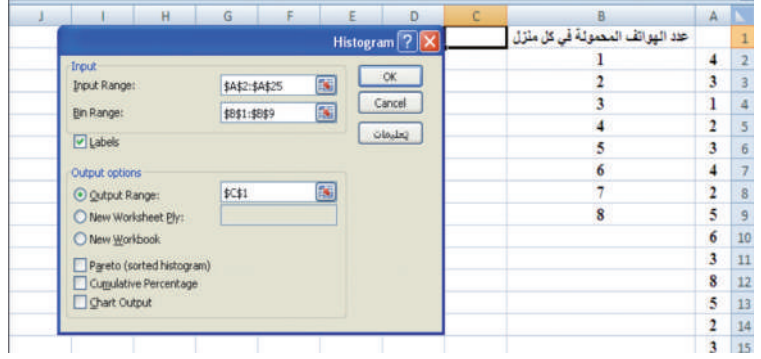 J I H G F E D C B A
Histogram
1 عدد الهواتف المحمولة في كل منزل
2 4 1
3 3 2
4 1 3
5 2 4
6 3 5
7 4 6
8 2 7
9 5 8
10 6
11 3
12 8
13 5
14 2
15 3
Input
Input Range: $A$2:$A$25
Bin Range: $B$1:$B$9
Labels
OK
Cancel
تعليمات
Output options
Output Range: $C$1
New Worksheet Ply:
New Workbook
Pareto (sorted histogram)
Cumulative Percentage
Chart Output